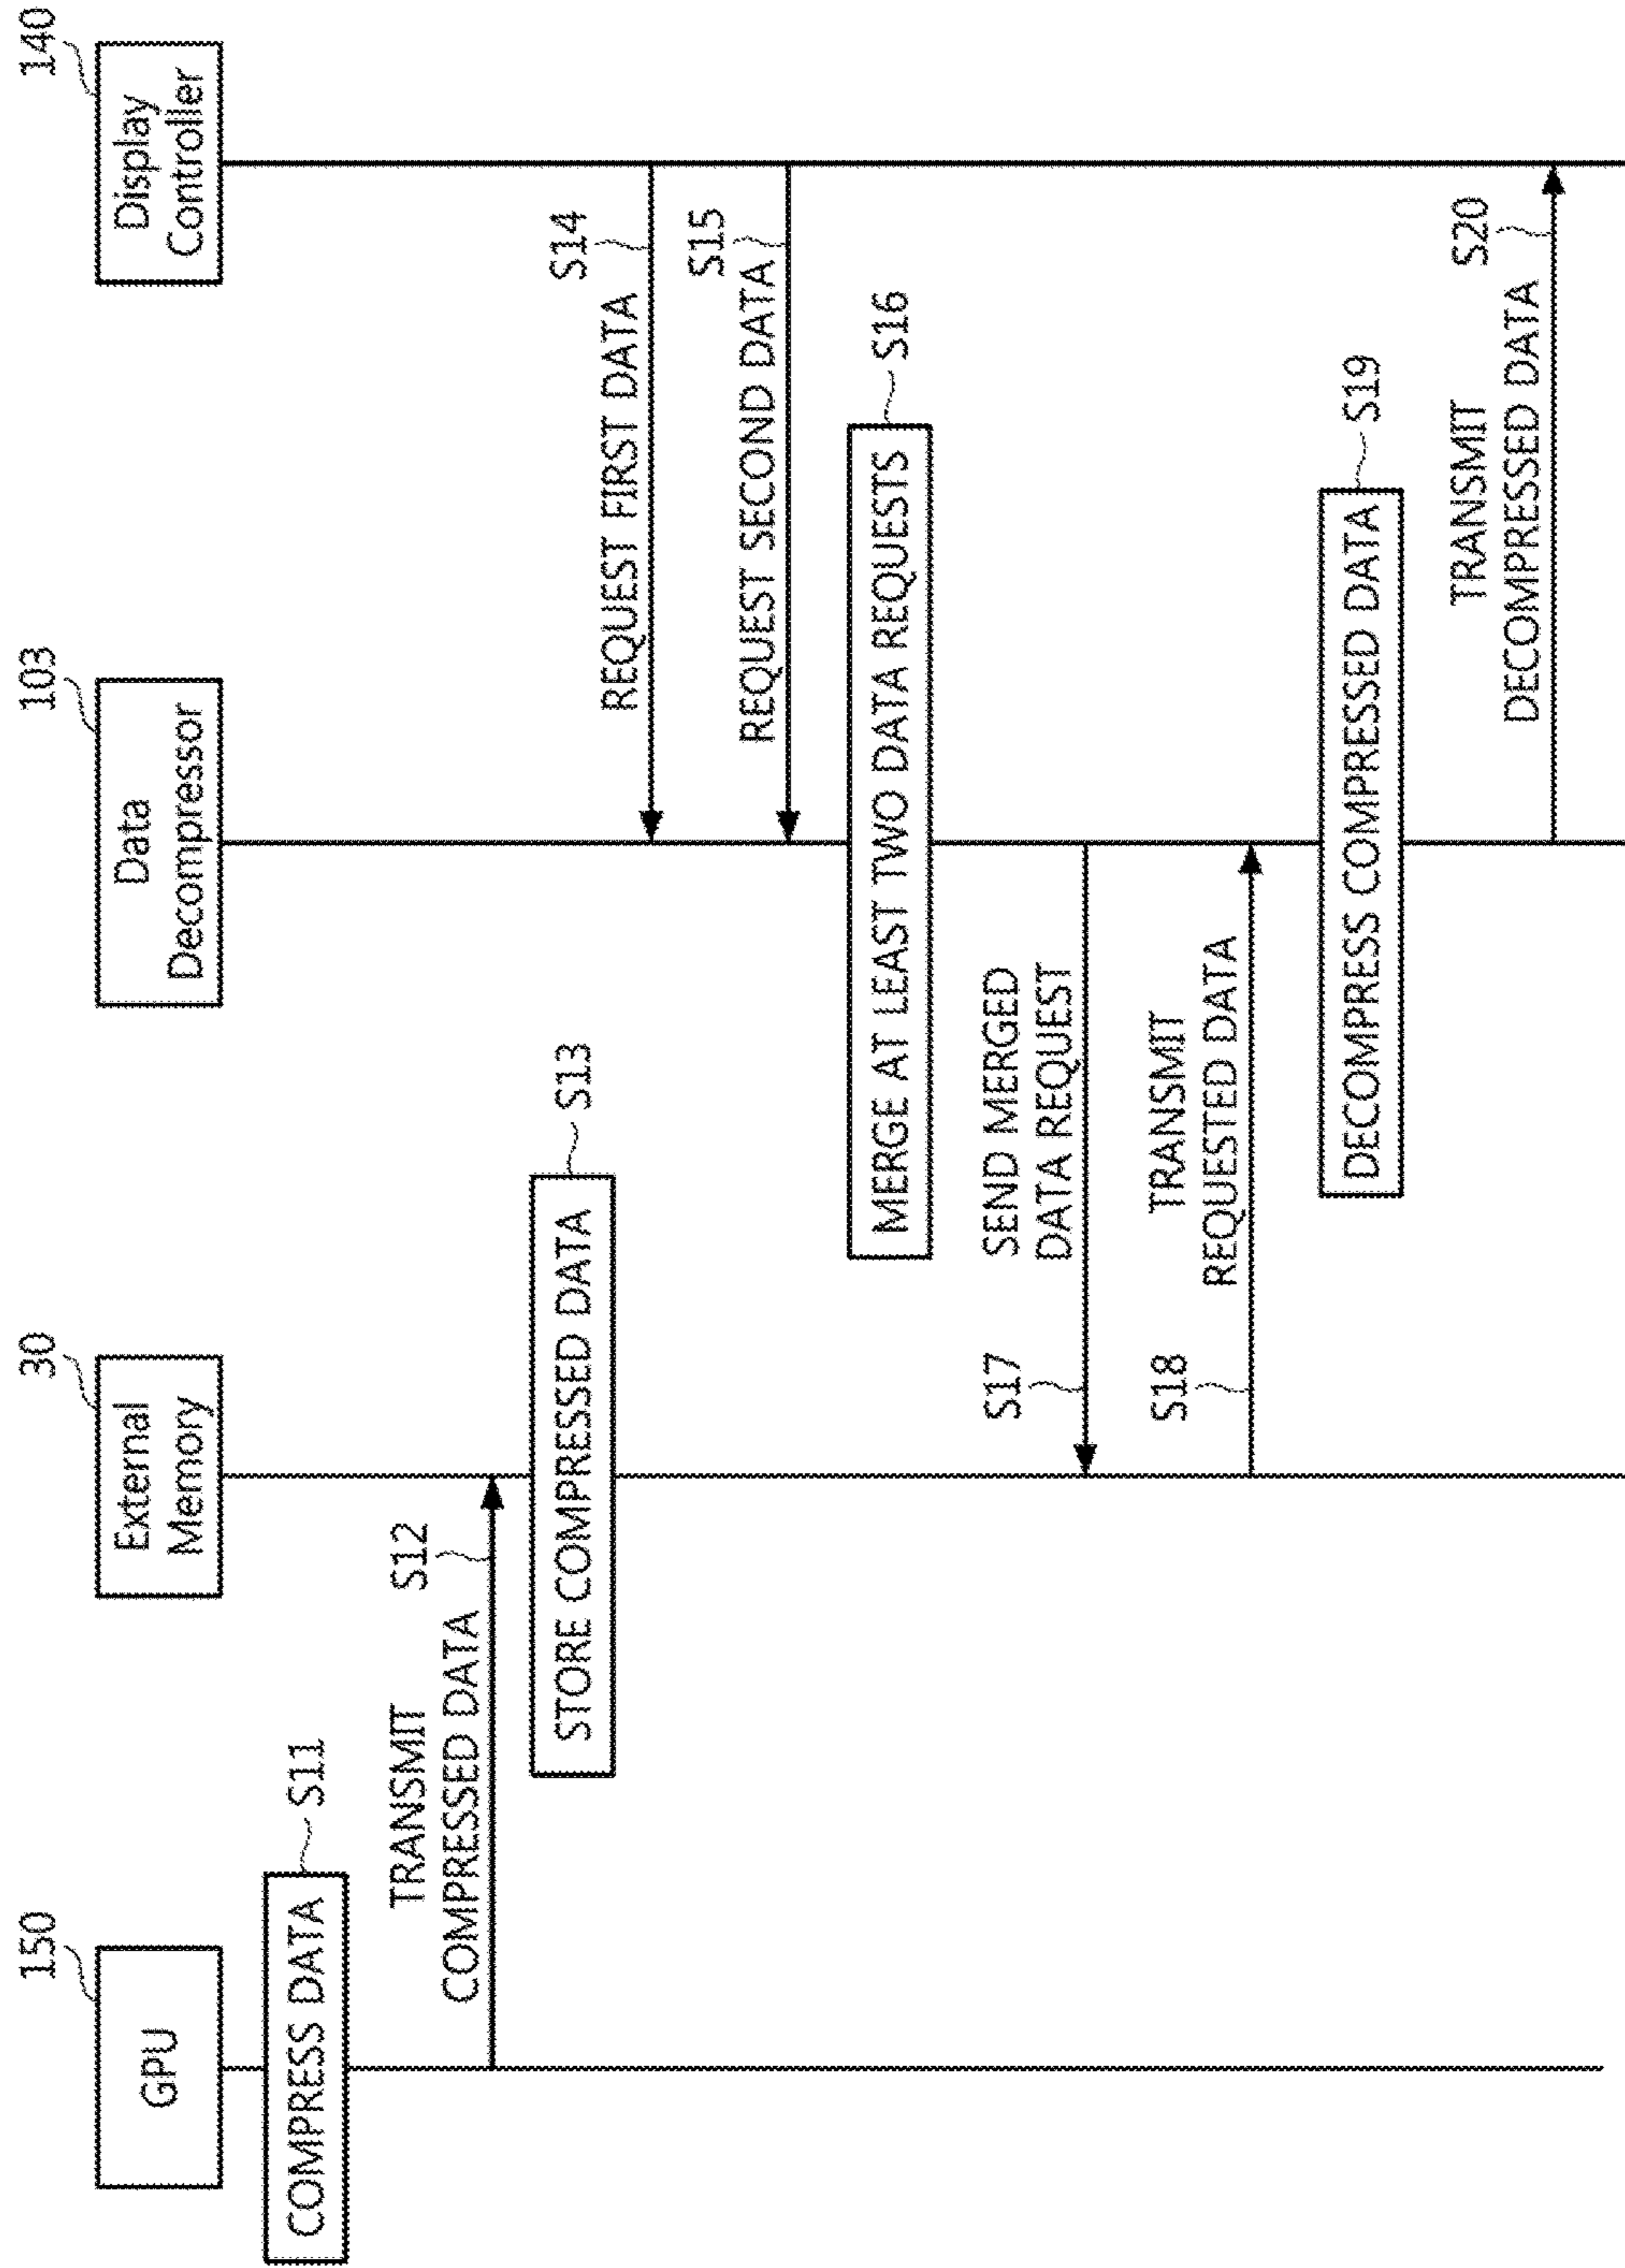 150
GPU
30
External
Memory
103
Data
Decompressor
140
Display
Controller
COMPRESS DATA
S11
TRANSMIT
COMPRESSED DATA
S12
STORE COMPRESSED DATA
S13
S14
REQUEST FIRST DATA
S15
REQUEST SECOND DATA
MERGE AT LEAST TWO DATA REQUESTS
S16
S17
SEND MERGED
DATA REQUEST
S18
TRANSMIT
REQUESTED DATA
DECOMPRESS COMPRESSED DATA
S19
TRANSMIT
DECOMPRESSED DATA
S20